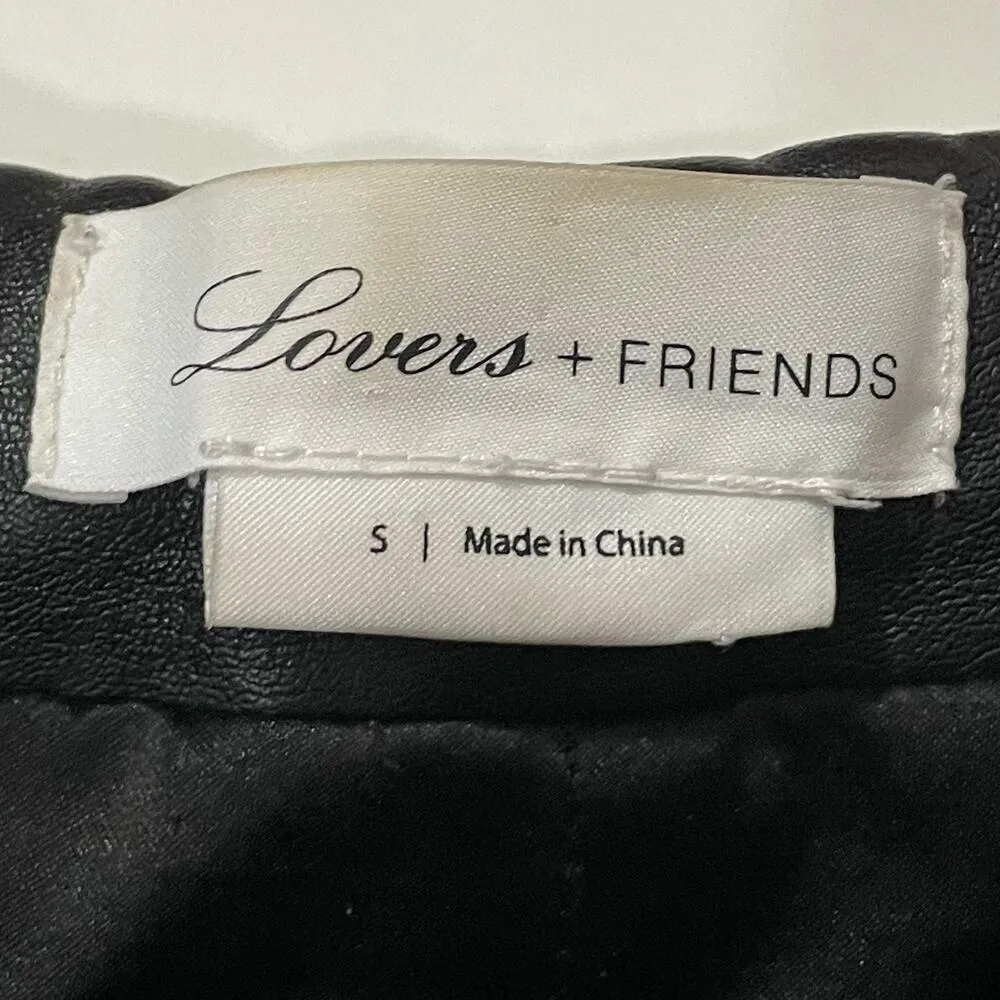 Lovers + FRIENDS
S | Made in China